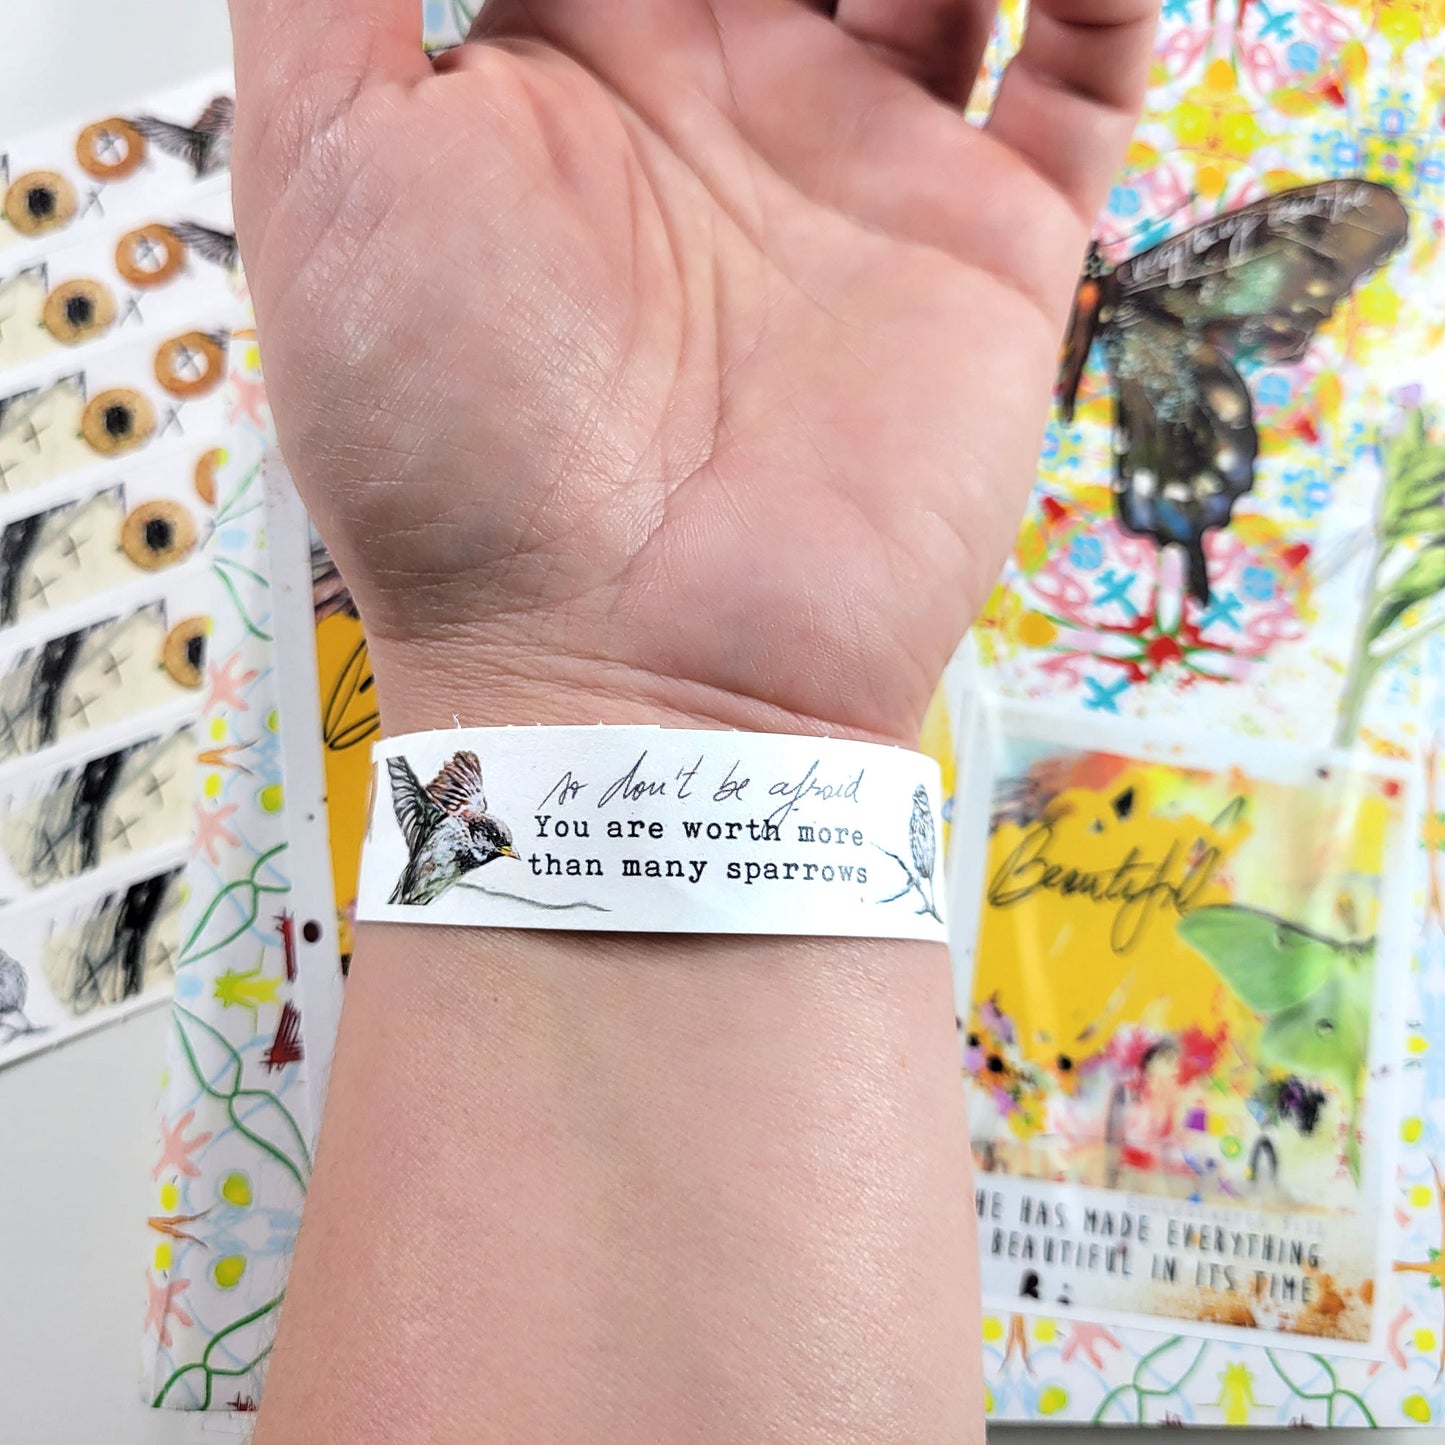 so don't be afraid
You are worth more
than many sparrows
Beautiful
HE HAS MADE EVERYTHING
BEAUTIFUL IN ITS TIME